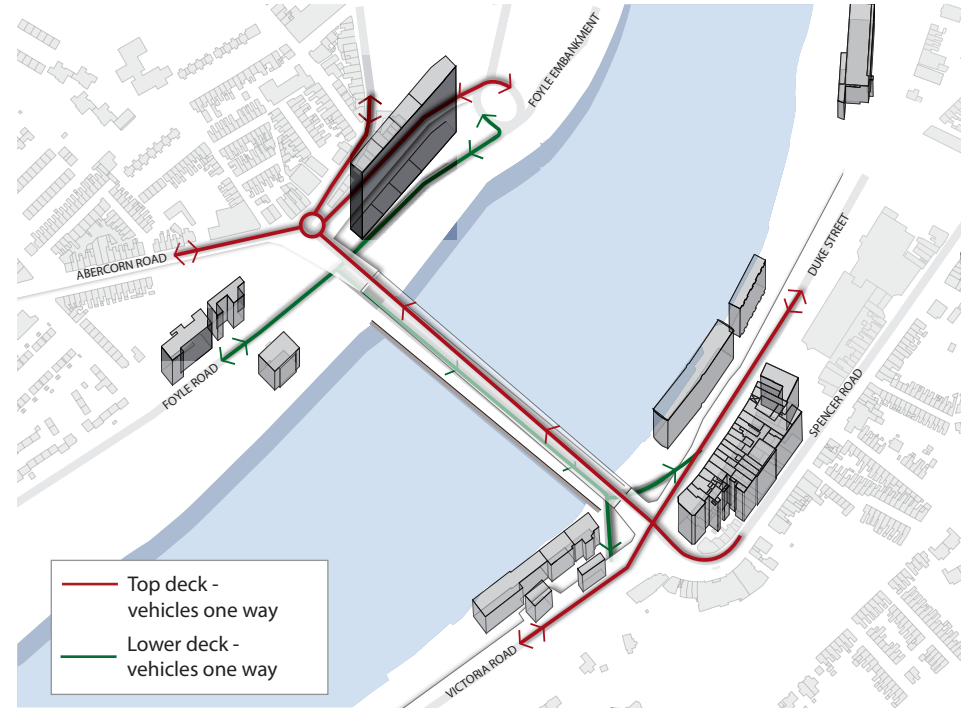 FOYLE EMBANKMENT
ABERCORN ROAD
DUKE STREET
FOYLE ROAD
SPENCER ROAD
Top deck -
vehicles one way
Lower deck -
vehicles one way
VICTORIA ROAD